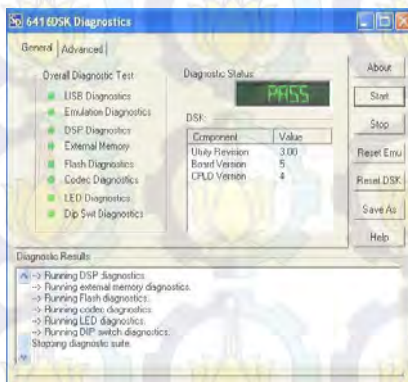 6416DSK Diagnostics
General Advanced
Overall Diagnostic Test
USB Diagnostics
Emulation Diagnostics
DSP Diagnostics
External Memory
Flash Diagnostics
Codec Diagnostics
LED Diagnostics
Dip Swt Diagnostics
Diagnostic Status:
PASS
DSK:
Component Value
Utility Revision 3.00
Board Version 5
CPLD Version 4
About
Start
Stop
Reset Emu
Reset DSK
Save As
Help
Diagnostic Results
-> Running DSP diagnostics.
-> Running external memory diagnostics.
-> Running Flash diagnostics.
-> Running codec diagnostics.
-> Running LED diagnostics.
-> Running DIP switch diagnostics.
Stopping diagnostic suite.